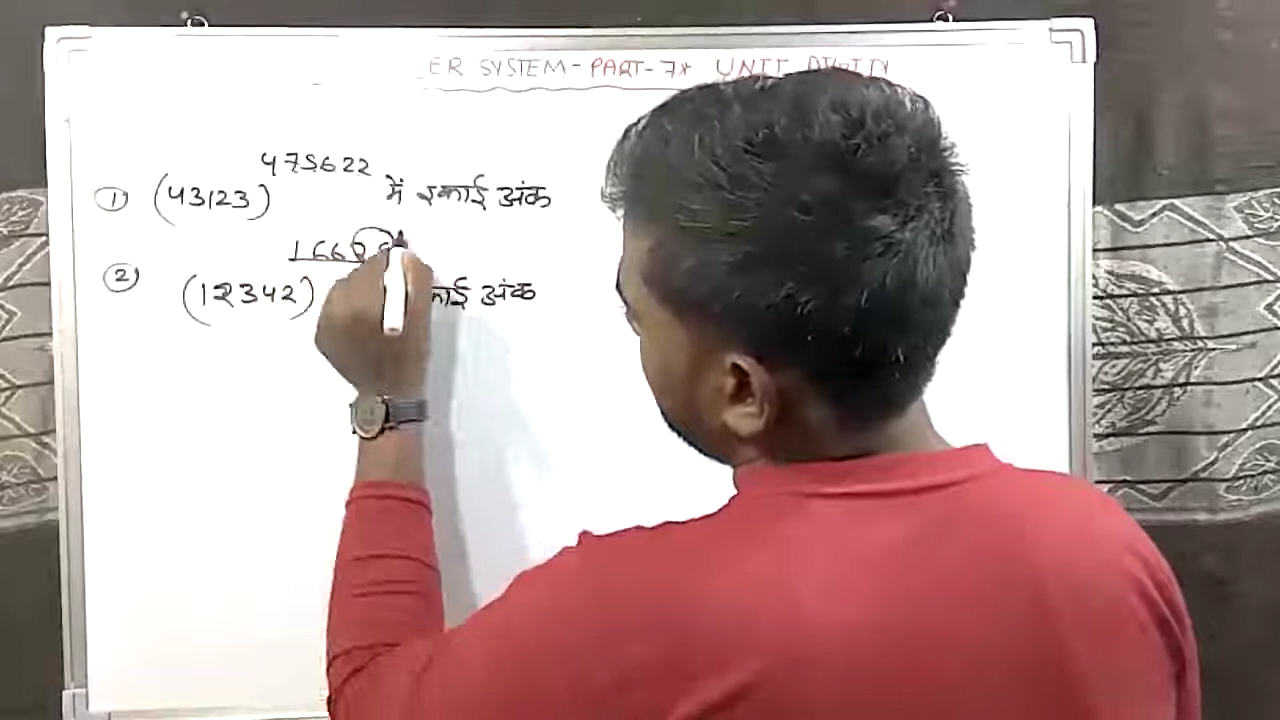 ER SYSTEM - PART-7* UNIT
475622
① (43123) में इकाई अंक
② (12342) अंक